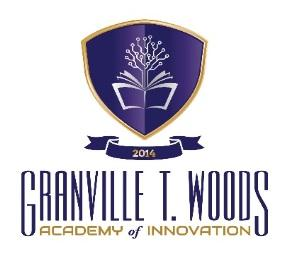 2014
GRANVILLE T. WOODS
ACADEMY of INNOVATION